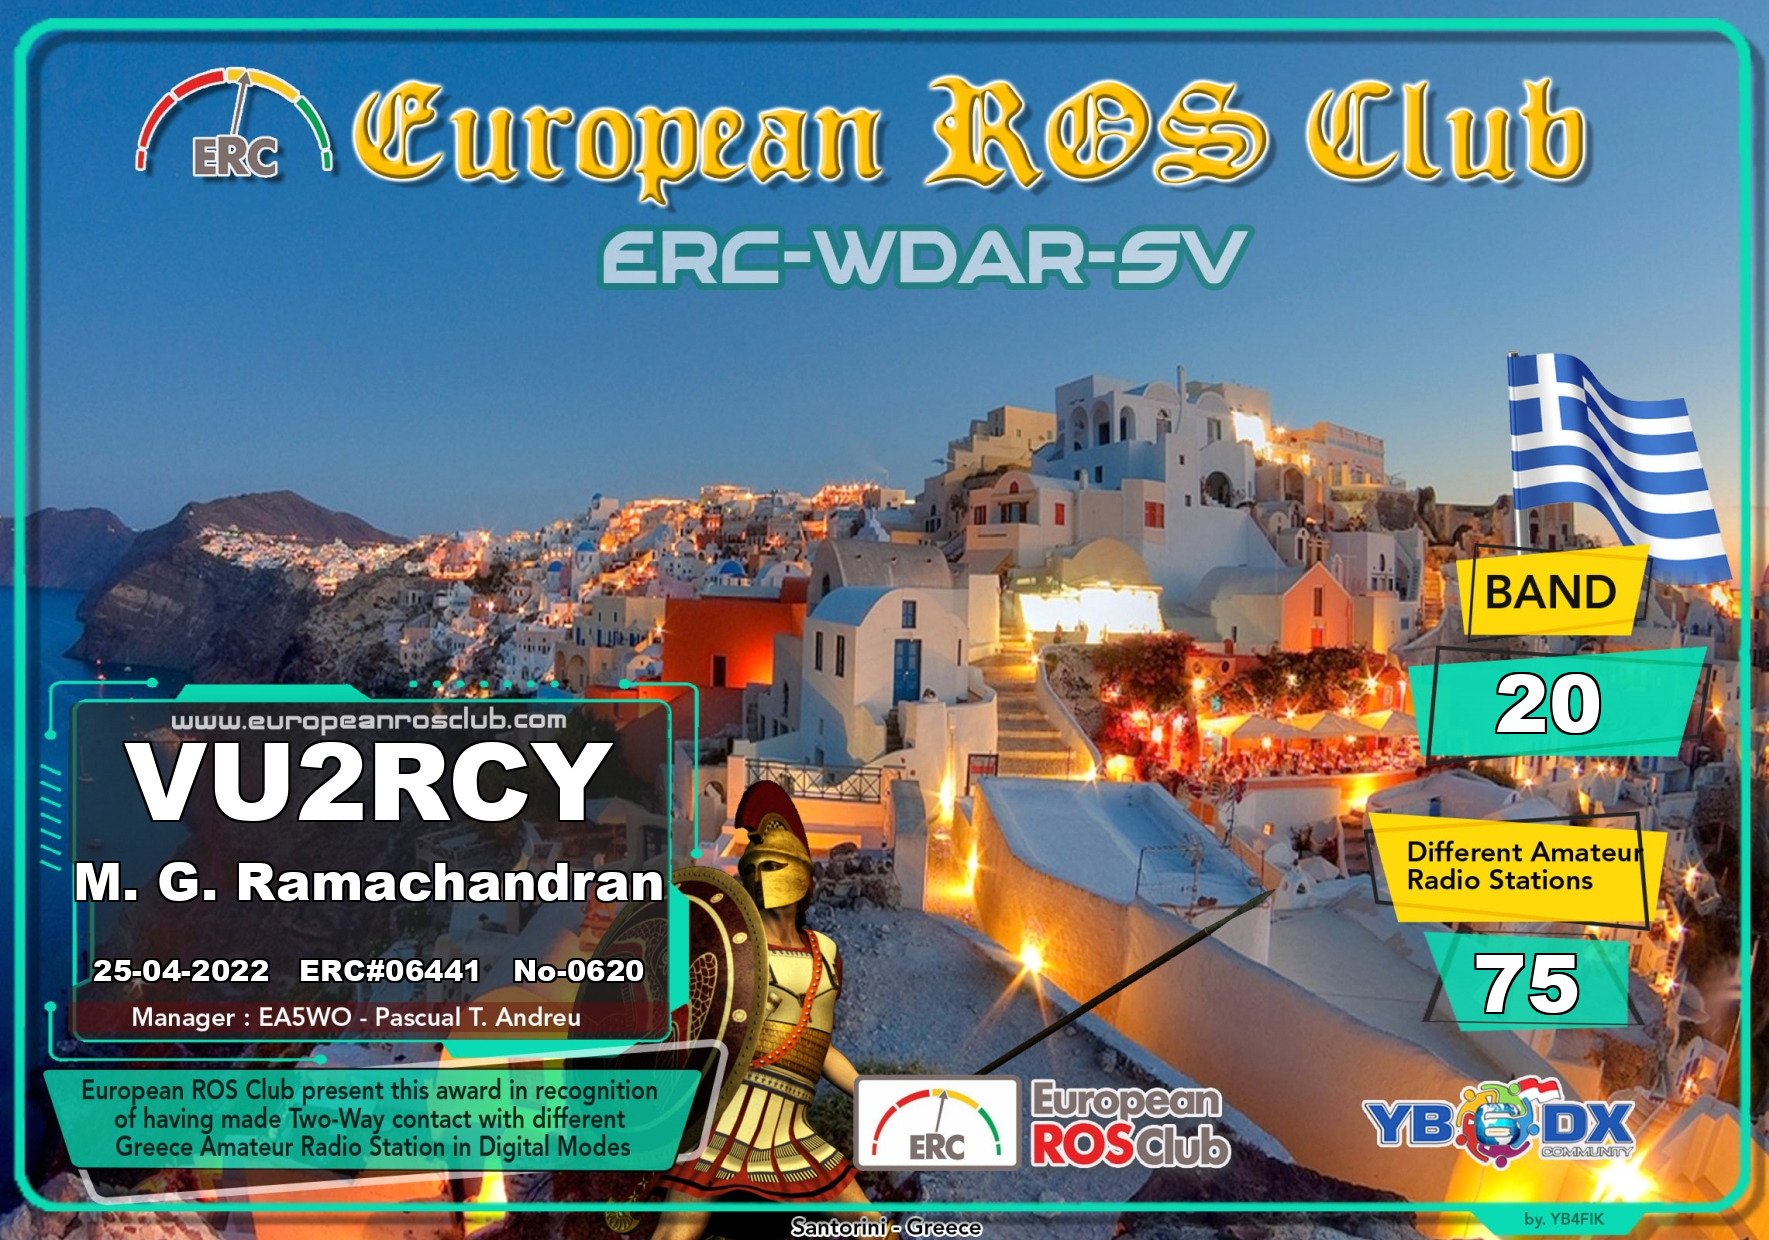 ERC
European ROS Club
ERC-WDAR-SV
BAND
20
Different Amateur
Radio Stations
75
www.europeanrosclub.com
VU2RCY
M. G. Ramachandran
25-04-2022 ERC#06441 No-0620
Manager : EA5WO - Pascual T. Andreu
European ROS Club present this award in recognition
of having made Two-Way contact with different
Greece Amateur Radio Station in Digital Modes
ERC
European
ROSClub
YB DX
COMMUNITY
Santorini - Greece
by. YB4FIK